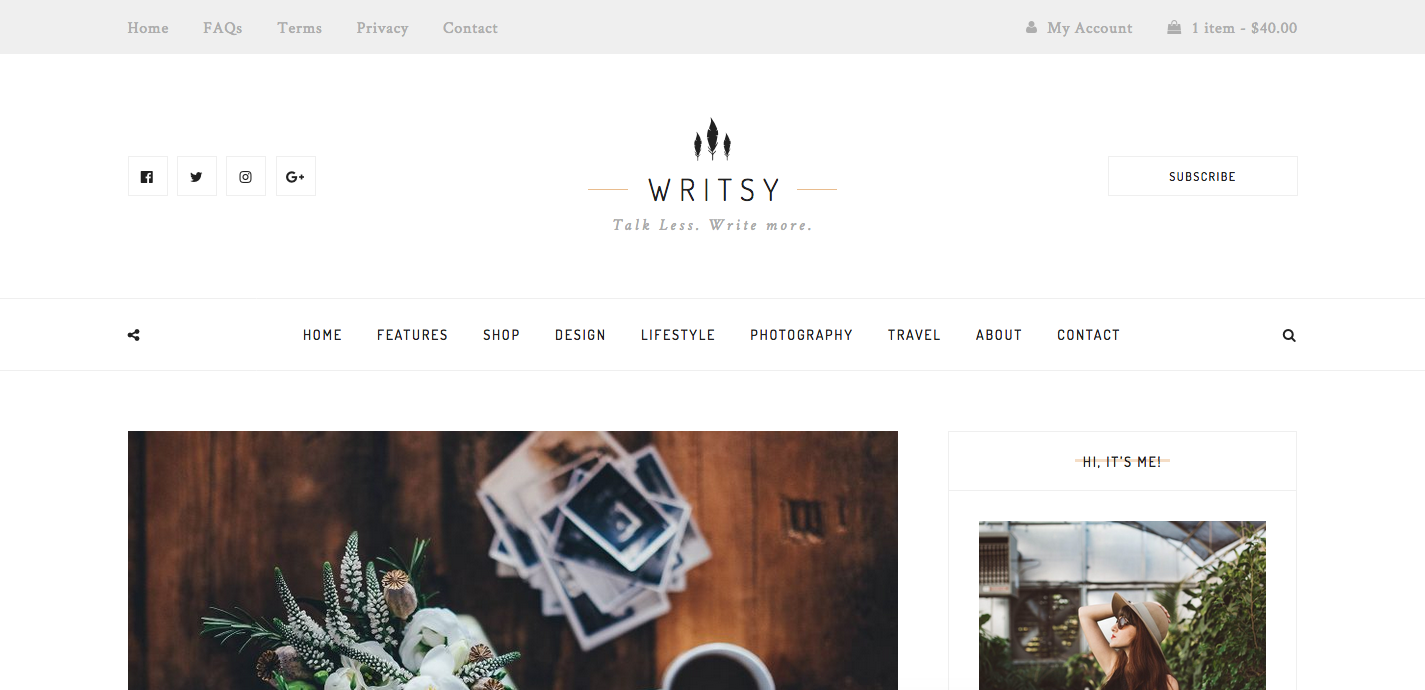 Home FAQs Terms Privacy Contact My Account 1 item - $40.00
WRITSY
Talk Less. Write more.
SUBSCRIBE
HOME FEATURES SHOP DESIGN LIFESTYLE PHOTOGRAPHY TRAVEL ABOUT CONTACT
HI, IT'S ME!